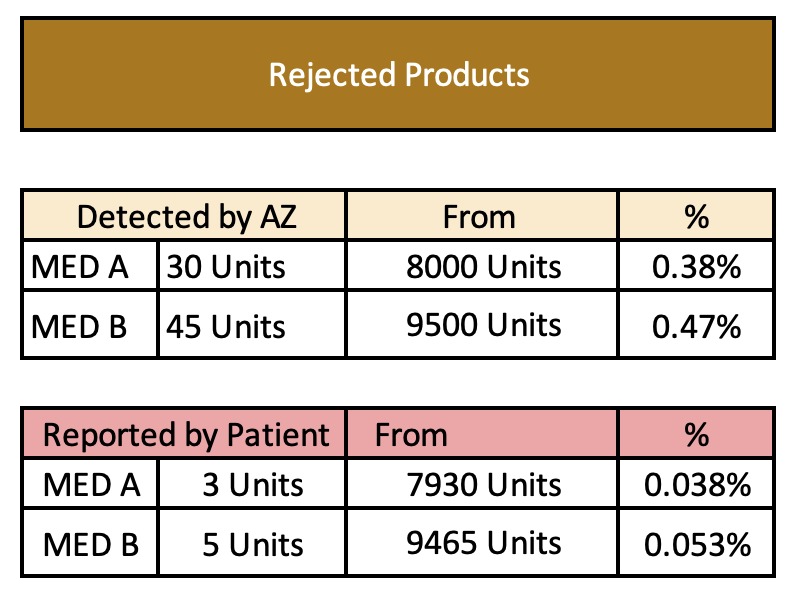 Rejected Products
Detected by AZ From %
MED A 30 Units 8000 Units 0.38%
MED B 45 Units 9500 Units 0.47%
Reported by Patient From %
MED A 3 Units 7930 Units 0.038%
MED B 5 Units 9465 Units 0.053%